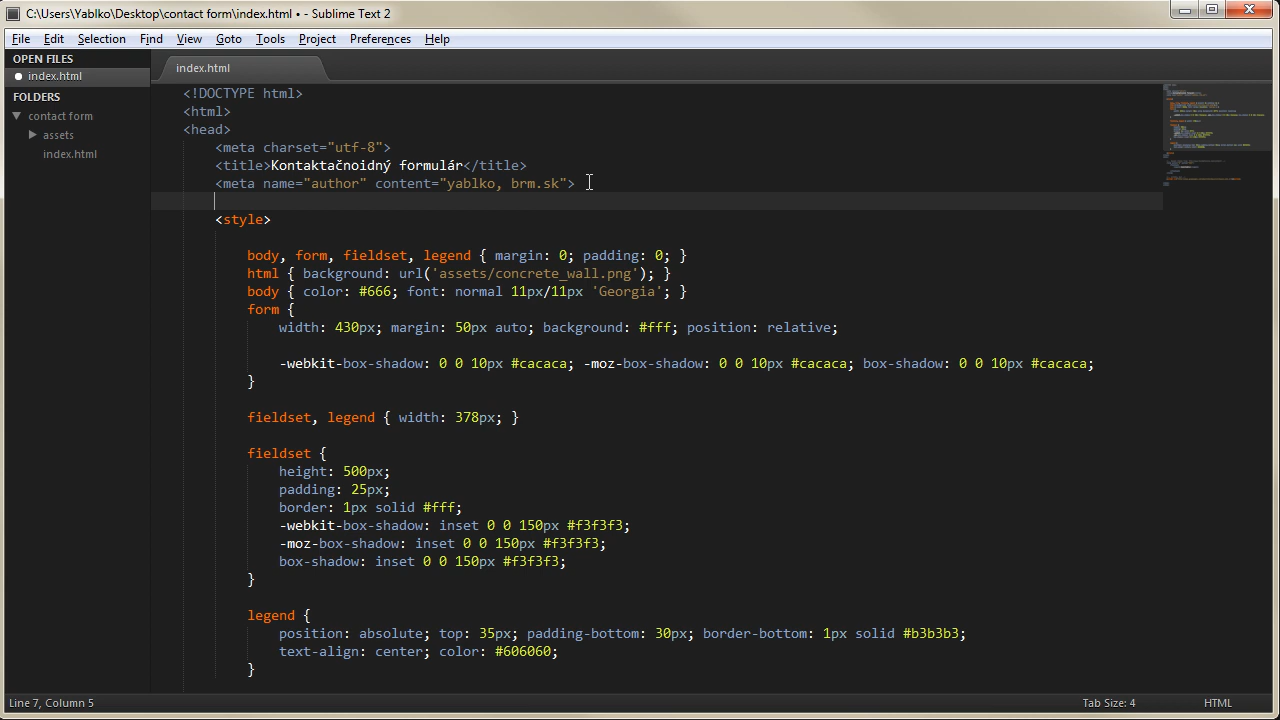 C:\Users\Yablko\Desktop\contact form\index.html • - Sublime Text 2
File Edit Selection Find View Goto Tools Project Preferences Help
OPEN FILES
index.html
FOLDERS
contact form
assets
index.html
index.html
<!DOCTYPE html>
<html>
<head>
<meta charset="utf-8">
<title>Kontaktačnoidný formulár</title>
<meta name="author" content="yablko, brm.sk">
<style>
body, form, fieldset, legend { margin: 0; padding: 0; }
html { background: url('assets/concrete_wall.png'); }
body { color: #666; font: normal 11px/11px 'Georgia'; }
form {
width: 430px; margin: 50px auto; background: #fff; position: relative;
-webkit-box-shadow: 0 0 10px #cacaca; -moz-box-shadow: 0 0 10px #cacaca; box-shadow: 0 0 10px #cacaca;
}
fieldset, legend { width: 378px; }
fieldset {
height: 500px;
padding: 25px;
border: 1px solid #fff;
-webkit-box-shadow: inset 0 0 150px #f3f3f3;
-moz-box-shadow: inset 0 0 150px #f3f3f3;
box-shadow: inset 0 0 150px #f3f3f3;
}
legend {
position: absolute; top: 35px; padding-bottom: 30px; border-bottom: 1px solid #b3b3b3;
text-align: center; color: #606060;
}
Line 7, Column 5
Tab Size: 4
HTML